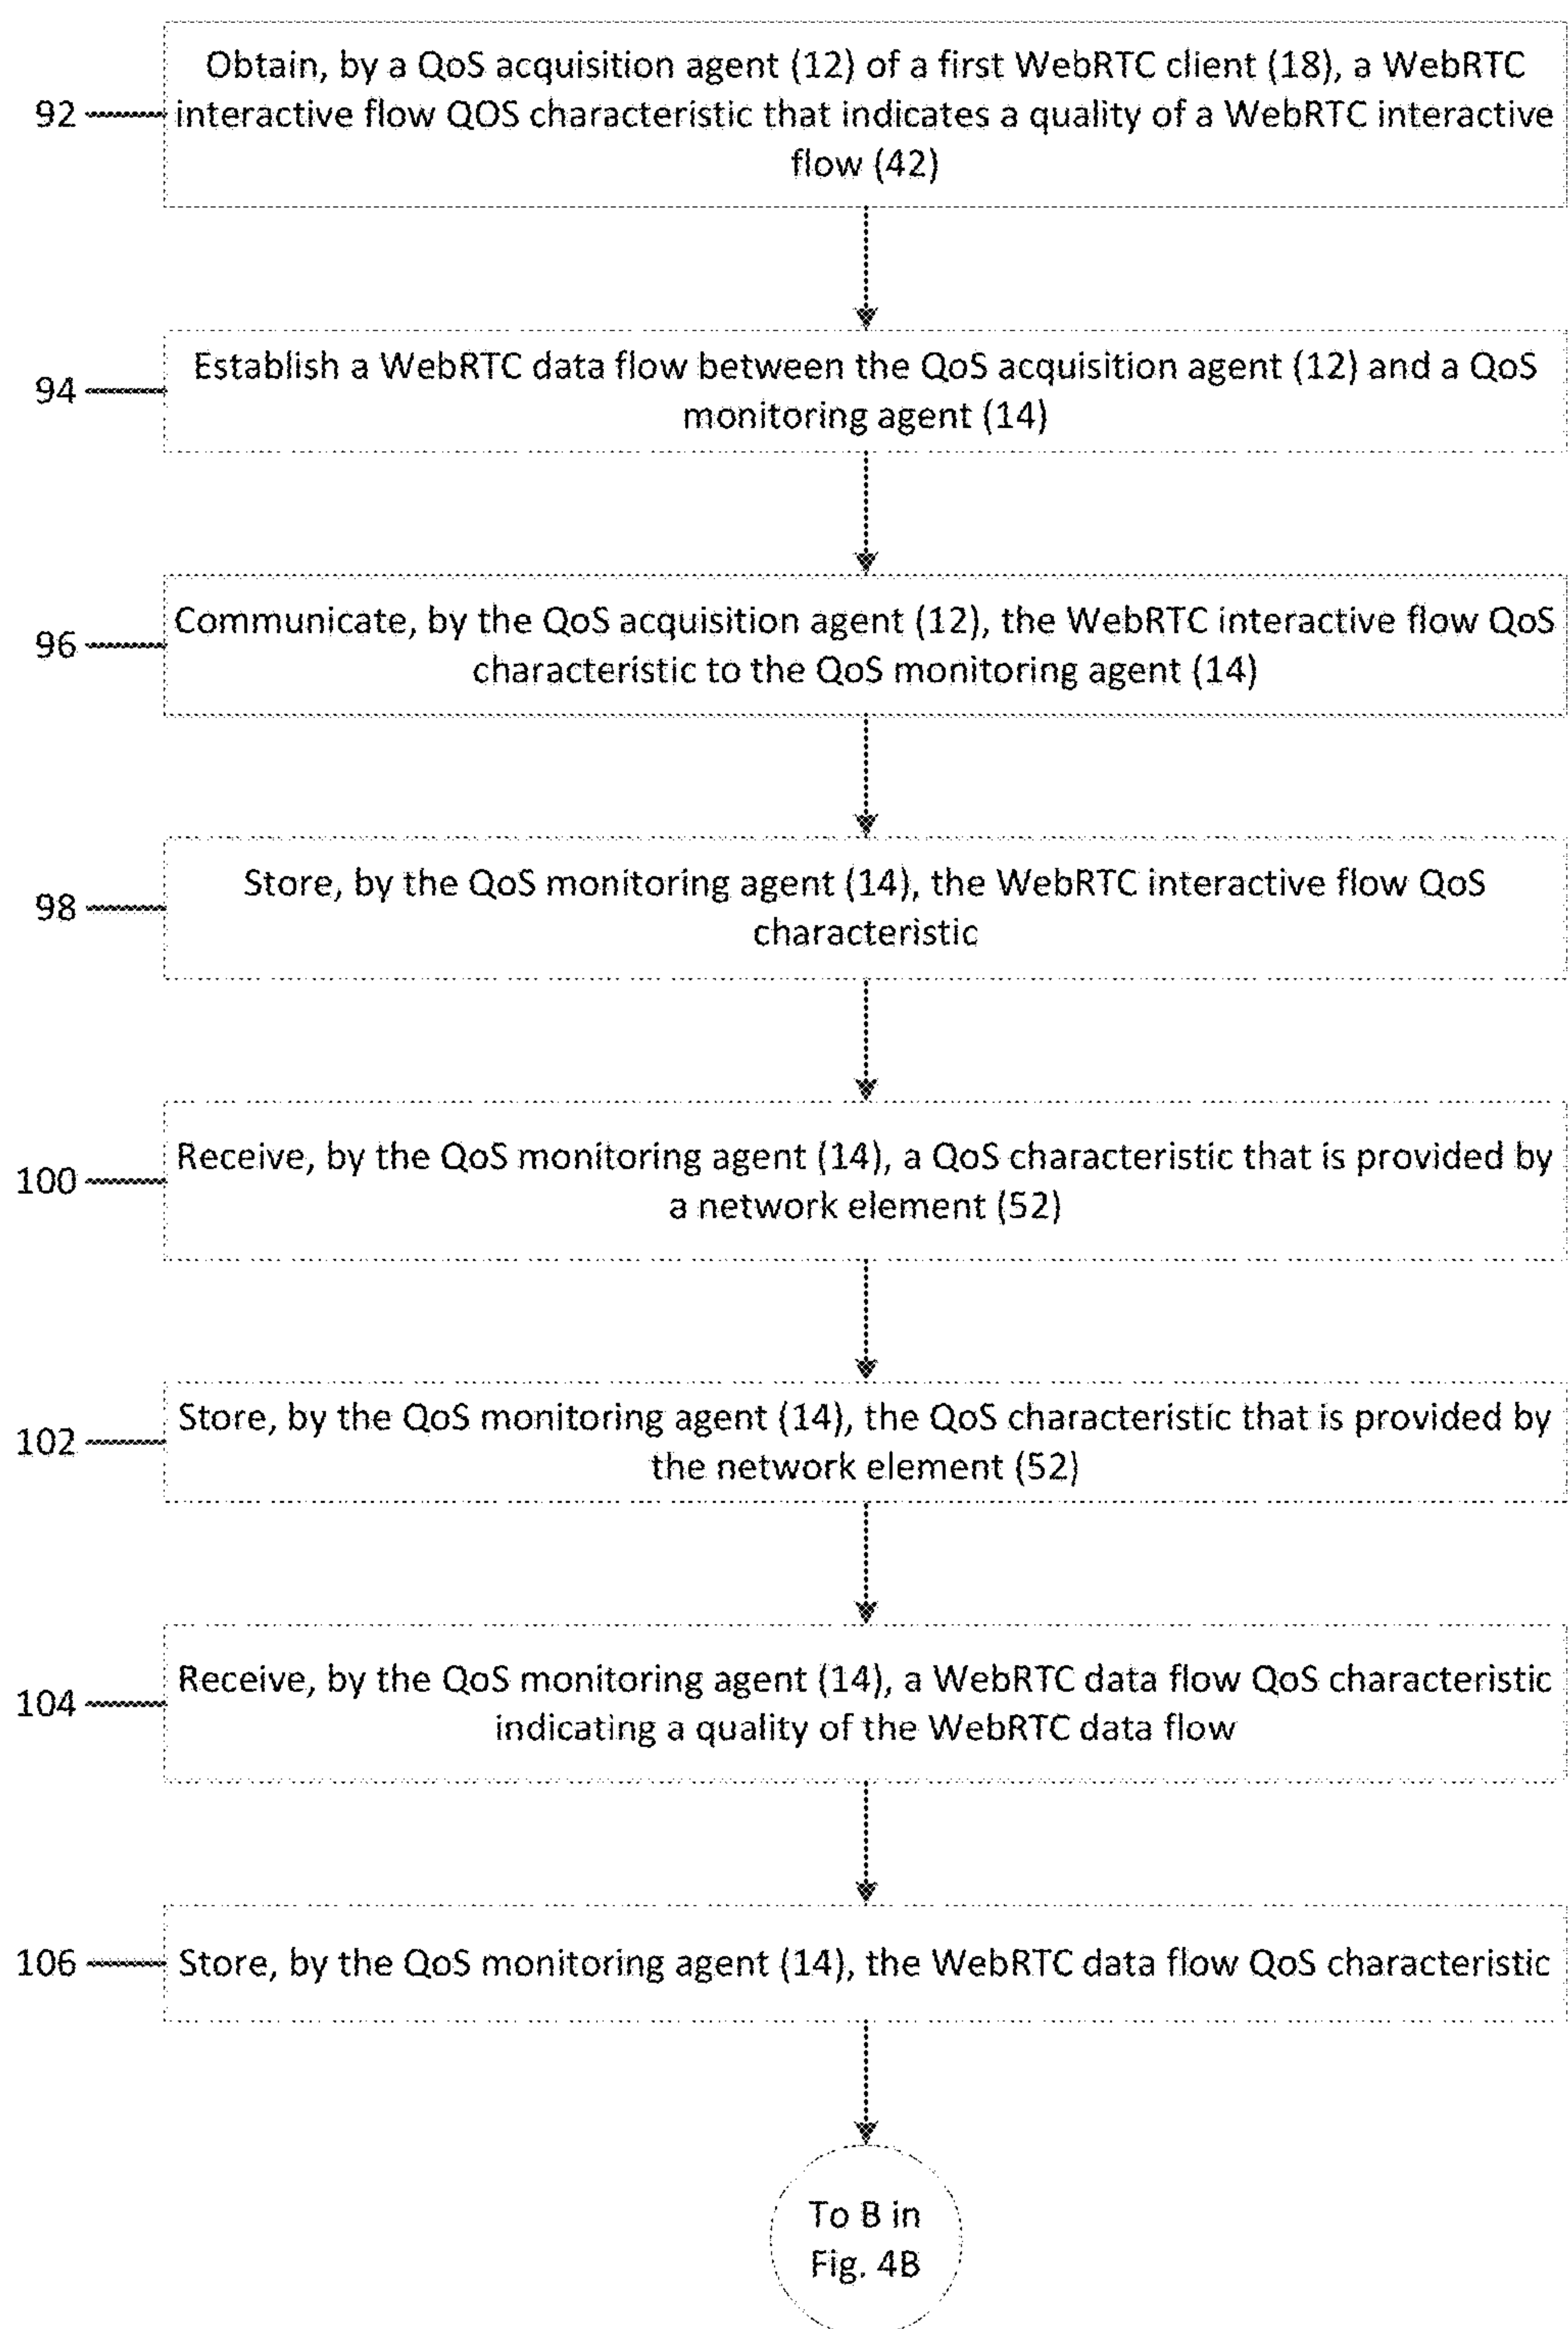 Obtain, by a QoS acquisition agent (12) of a first WebRTC client (18), a WebRTC
92 interactive flow QOS characteristic that indicates a quality of a WebRTC interactive
flow (42)
Establish a WebRTC data flow between the QoS acquisition agent (12) and a QoS
94
monitoring agent (14)
Communicate, by the QoS acquisition agent (12), the WebRTC interactive flow QoS
96
characteristic to the QoS monitoring agent (14)
Store, by the QoS monitoring agent (14), the WebRTC interactive flow QoS
98
characteristic
Receive, by the QoS monitoring agent (14), a QoS characteristic that is provided by
100
a network element (52)
Store, by the QoS monitoring agent (14), the QoS characteristic that is provided by
102
the network element (52)
Receive, by the QoS monitoring agent (14), a WebRTC data flow QoS characteristic
104
indicating a quality of the WebRTC data flow
106 Store, by the QoS monitoring agent (14), the WebRTC data flow QoS characteristic
To B in
Fig. 4B